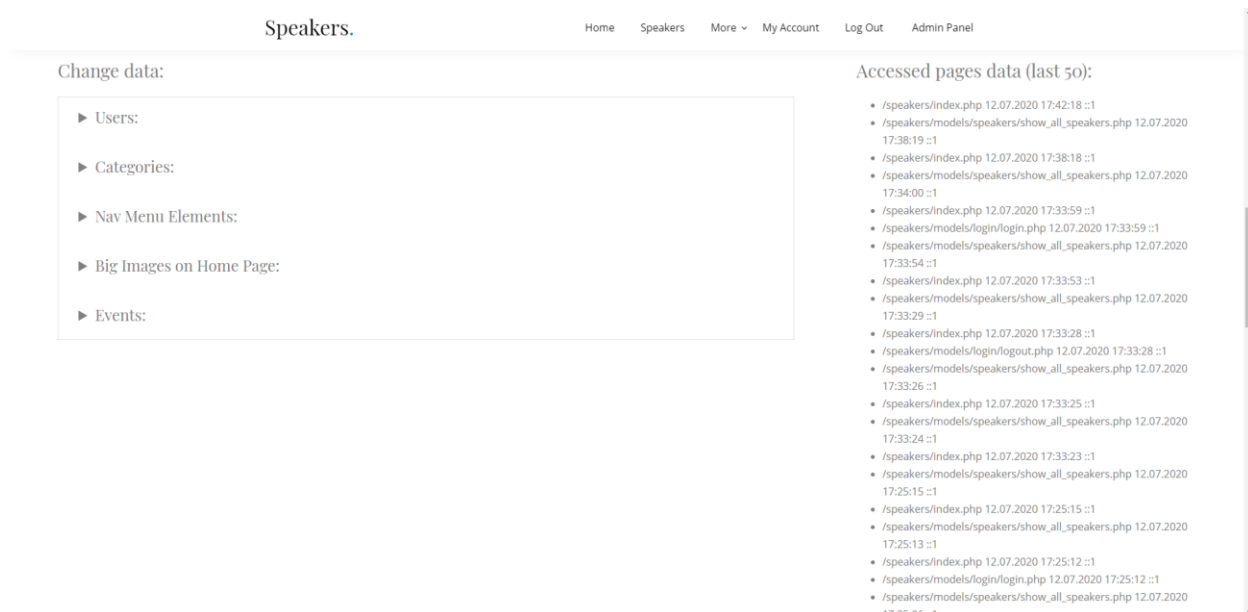 Speakers.
Home Speakers More My Account Log Out Admin Panel
Change data:
Users:
Categories:
Nav Menu Elements:
Big Images on Home Page:
Events:
Accessed pages data (last 50):
/speakers/index.php 12.07.2020 17:42:18 ::1
/speakers/models/speakers/show_all_speakers.php 12.07.2020
17:38:19 ::1
/speakers/index.php 12.07.2020 17:38:18 ::1
/speakers/models/speakers/show_all_speakers.php 12.07.2020
17:34:00 ::1
/speakers/index.php 12.07.2020 17:33:59 ::1
/speakers/models/login/login.php 12.07.2020 17:33:59 ::1
/speakers/models/speakers/show_all_speakers.php 12.07.2020
17:33:54 ::1
/speakers/index.php 12.07.2020 17:33:53 ::1
/speakers/models/speakers/show_all_speakers.php 12.07.2020
17:33:29 ::1
/speakers/index.php 12.07.2020 17:33:28 ::1
/speakers/models/login/logout.php 12.07.2020 17:33:28 ::1
/speakers/models/speakers/show_all_speakers.php 12.07.2020
17:33:26 ::1
/speakers/index.php 12.07.2020 17:33:25 ::1
/speakers/models/speakers/show_all_speakers.php 12.07.2020
17:33:24 ::1
/speakers/index.php 12.07.2020 17:33:23 ::1
/speakers/models/speakers/show_all_speakers.php 12.07.2020
17:25:15 ::1
/speakers/index.php 12.07.2020 17:25:15 ::1
/speakers/models/speakers/show_all_speakers.php 12.07.2020
17:25:13 ::1
/speakers/index.php 12.07.2020 17:25:12 ::1
/speakers/models/login/login.php 12.07.2020 17:25:12 ::1
/speakers/models/speakers/show_all_speakers.php 12.07.2020